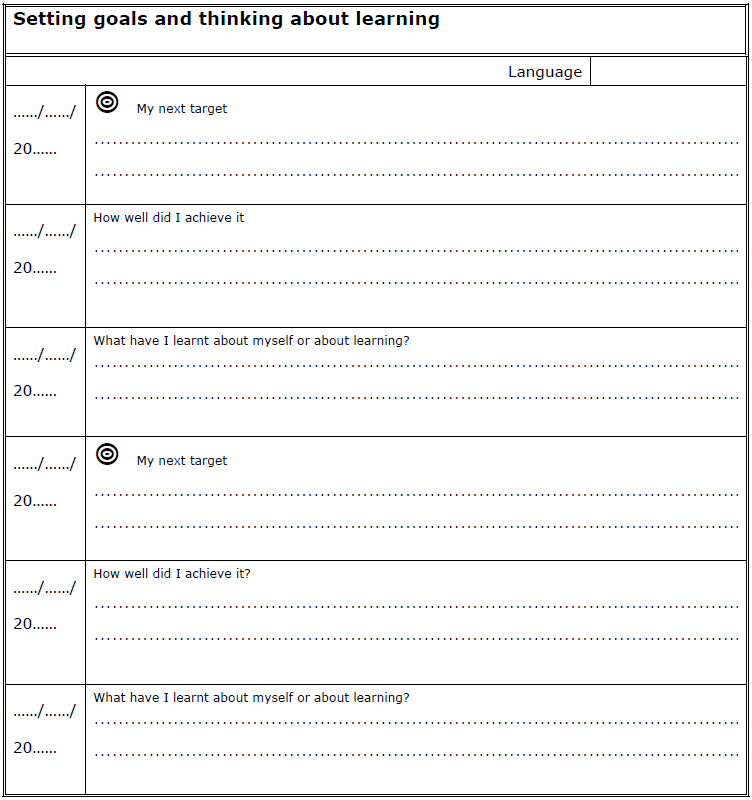 Setting goals and thinking about learning
Language
....../....../
20......
My next target
....../....../
20......
How well did I achieve it
....../....../
20......
What have I learnt about myself or about learning?
....../....../
20......
My next target
....../....../
20......
How well did I achieve it?
....../....../
20......
What have I learnt about myself or about learning?